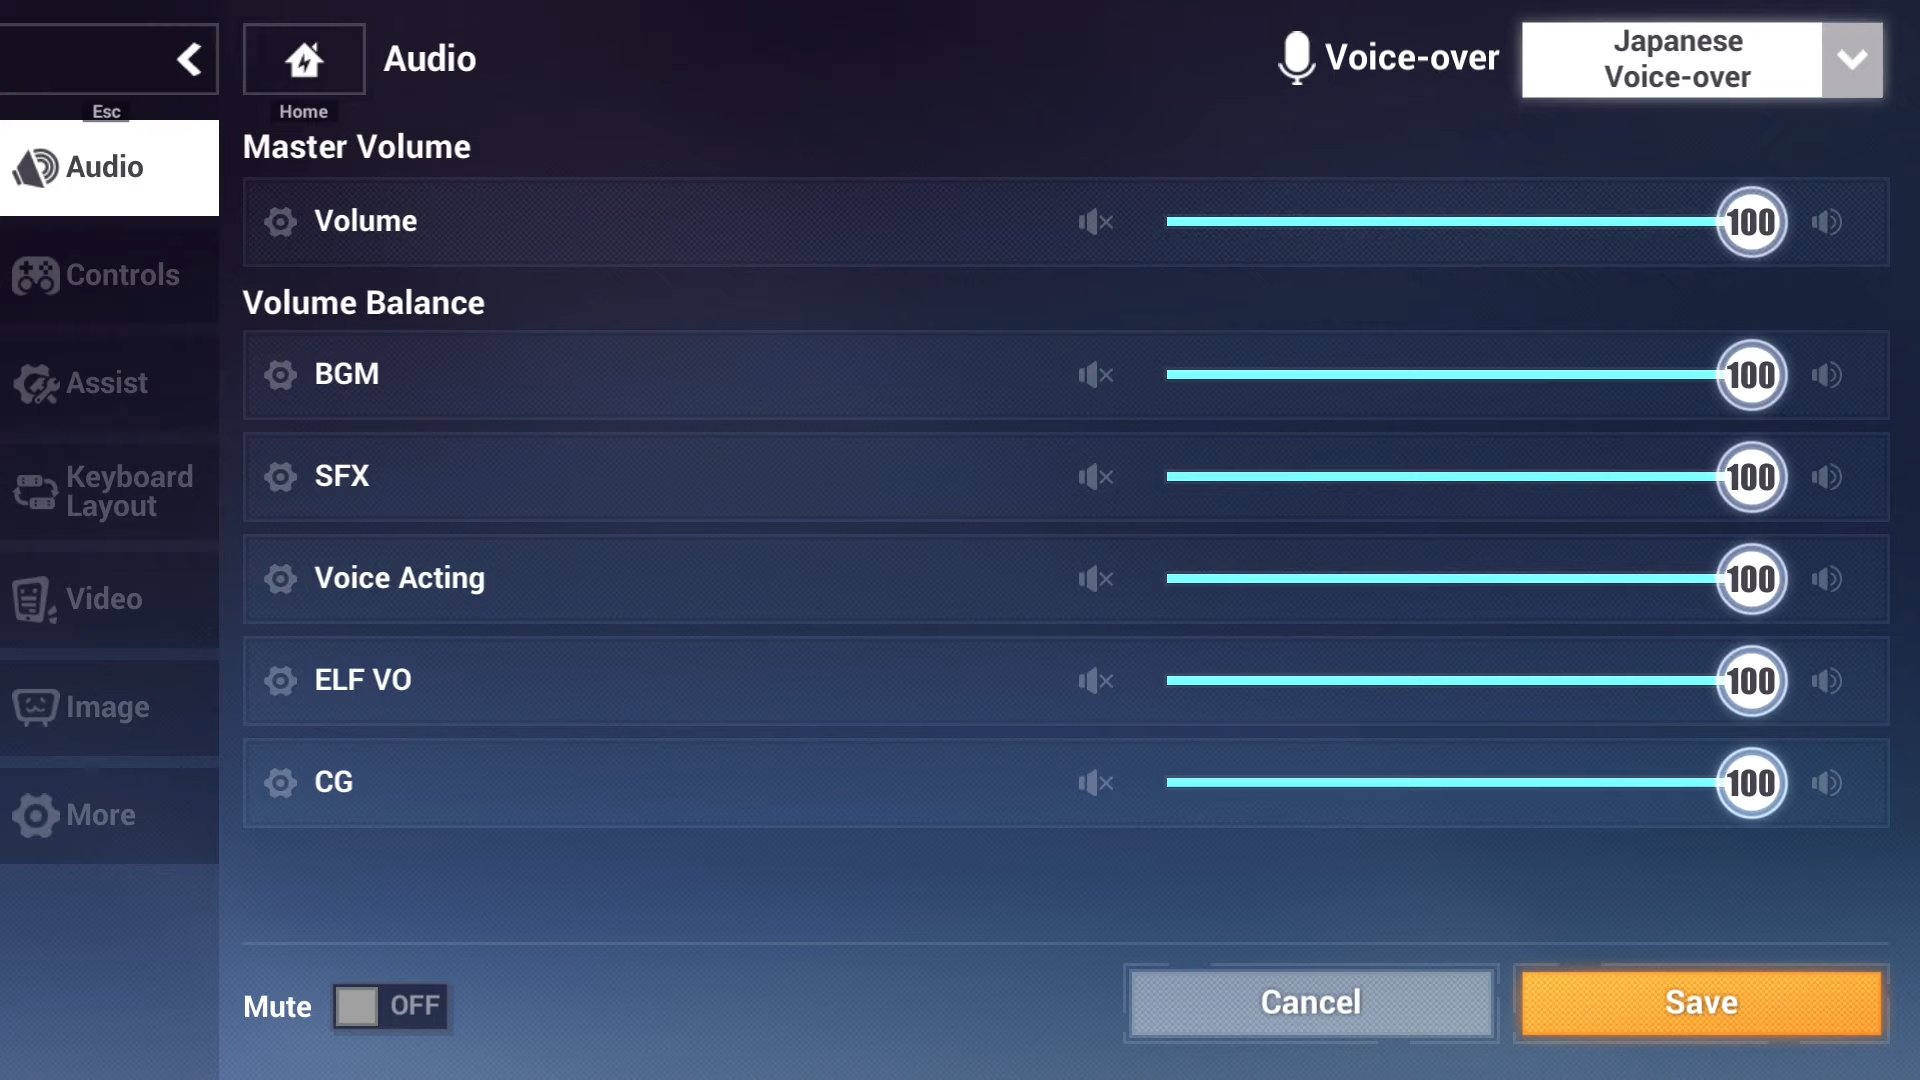 Audio
Voice-over
Japanese
Voice-over
Esc
Home
Audio
Controls
Assist
Keyboard
Layout
Video
Image
More
Master Volume
Volume
100
Volume Balance
BGM
100
SFX
100
Voice Acting
100
ELF VO
100
CG
100
Mute
OFF
Cancel
Save